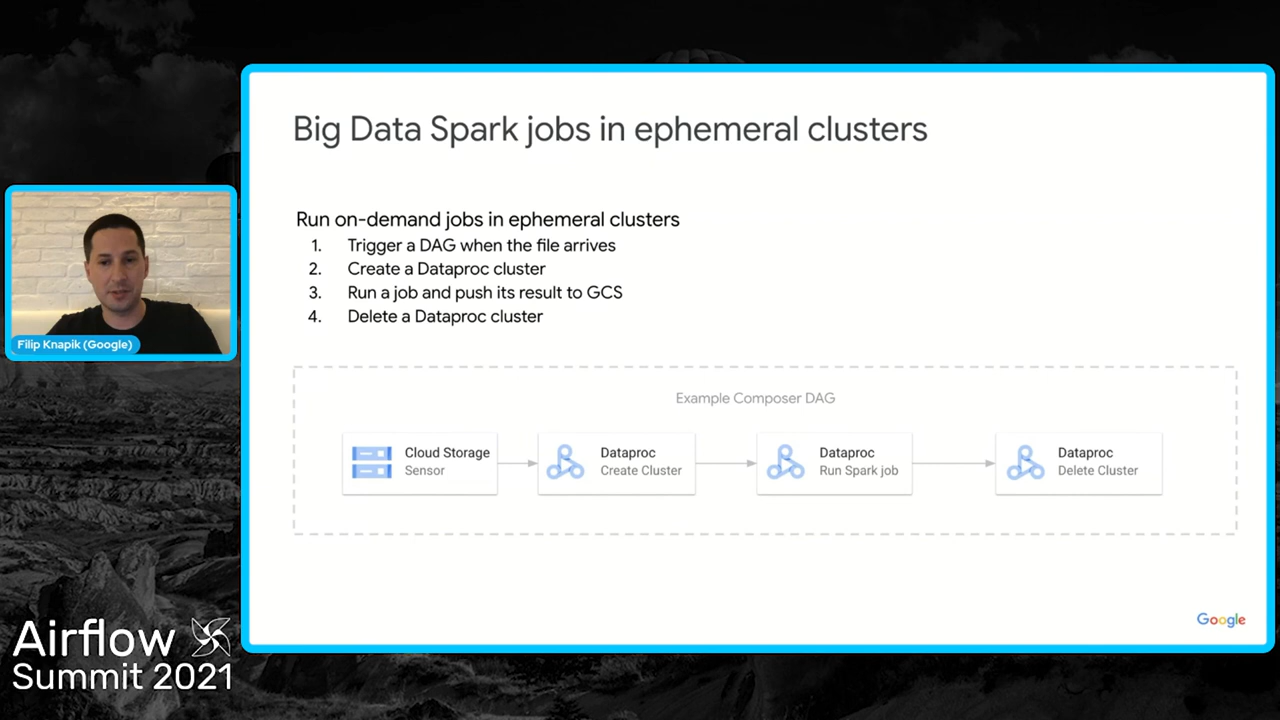 Big Data Spark jobs in ephemeral clusters
Run on-demand jobs in ephemeral clusters
1. Trigger a DAG when the file arrives
2. Create a Dataproc cluster
3. Run a job and push its result to GCS
4. Delete a Dataproc cluster
Filip Knapik (Google)
Example Composer DAG
Cloud Storage
Sensor
Dataproc
Create Cluster
Dataproc
Run Spark job
Dataproc
Delete Cluster
Google
Airflow
Summit 2021